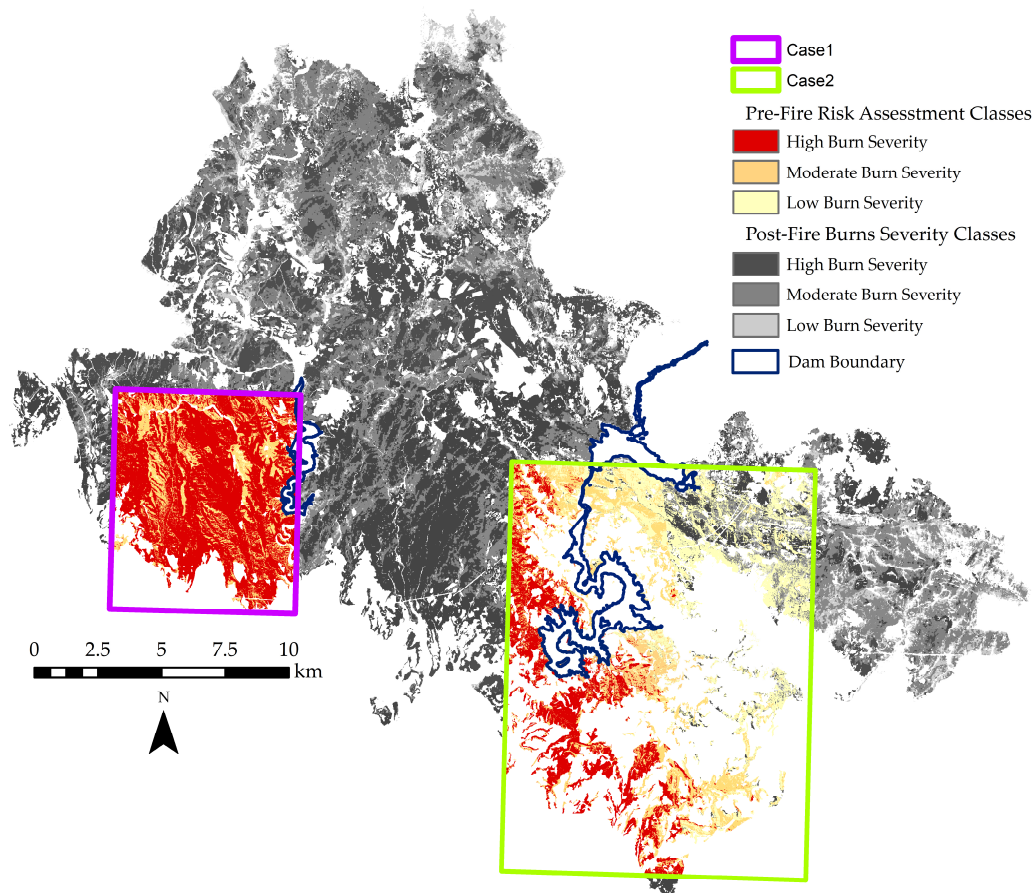 Case1
Case2
Pre-Fire Risk Assesstment Classes
High Burn Severity
Moderate Burn Severity
Low Burn Severity
Post-Fire Burns Severity Classes
High Burn Severity
Moderate Burn Severity
Low Burn Severity
Dam Boundary
0 2.5 5 10
km
N